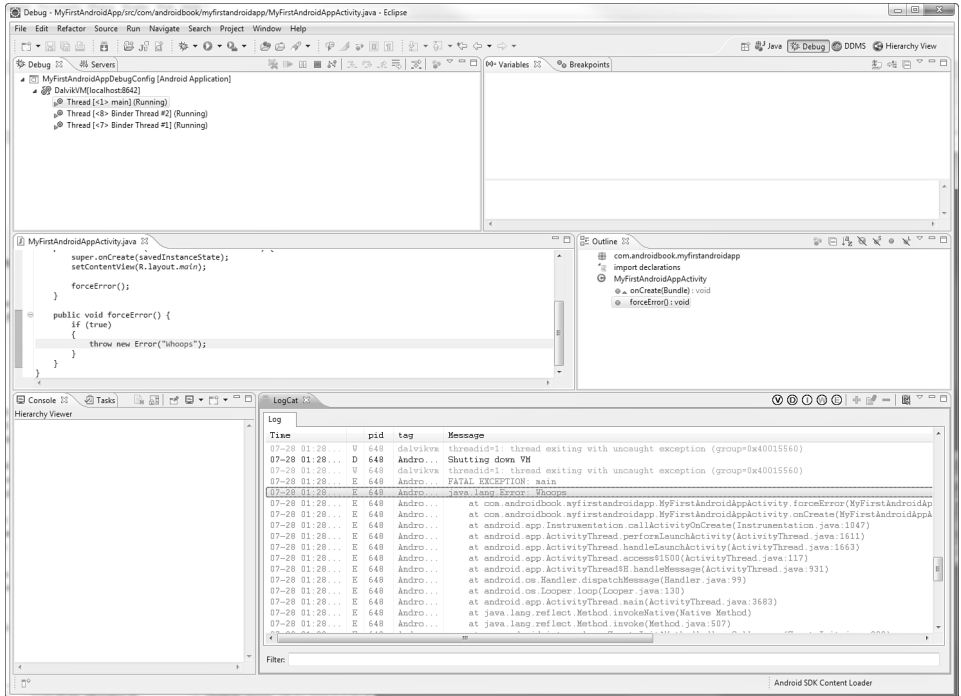 Debug - MyFirstAndroidApp/src/com/androidbook/myfirstandroidapp/MyFirstAndroidAppActivity.java - Eclipse
File Edit Refactor Source Run Navigate Search Project Window Help
Java Debug DDMS Hierarchy View
Debug Servers
MyFirstAndroidAppDebugConfig [Android Application]
DalvikVM[localhost:8642]
Thread [<1> main] (Running)
Thread [<8> Binder Thread #2] (Running)
Thread [<7> Binder Thread #1] (Running)
(x)= Variables Breakpoints
MyFirstAndroidAppActivity.java
super.onCreate(savedInstanceState);
setContentView(R.layout.main);
forceError();
}
public void forceError() {
if (true)
{
throw new Error("Whoops");
}
}
}
Outline
com.androidbook.myfirstandroidapp
import declarations
MyFirstAndroidAppActivity
onCreate(Bundle) : void
forceError() : void
Console Tasks
Hierarchy Viewer
LogCat
V D I W E
Log
Time pid tag Message
07-28 01:28... W 648 dalvikvm threadid=1: thread exiting with uncaught exception (group=0x40015560)
07-28 01:28... D 648 Andro... Shutting down VM
07-28 01:28... W 648 dalvikvm threadid=1: thread exiting with uncaught exception (group=0x40015560)
07-28 01:28... E 648 Andro... FATAL EXCEPTION: main
07-28 01:28... E 648 Andro... java.lang.Error: Whoops
07-28 01:28... E 648 Andro... at com.androidbook.myfirstandroidapp.MyFirstAndroidAppActivity.forceError(MyFirstAndroidAp
07-28 01:28... E 648 Andro... at com.androidbook.myfirstandroidapp.MyFirstAndroidAppActivity.onCreate(MyFirstAndroidAppA
07-28 01:28... E 648 Andro... at android.app.Instrumentation.callActivityOnCreate(Instrumentation.java:1047)
07-28 01:28... E 648 Andro... at android.app.ActivityThread.performLaunchActivity(ActivityThread.java:1611)
07-28 01:28... E 648 Andro... at android.app.ActivityThread.handleLaunchActivity(ActivityThread.java:1663)
07-28 01:28... E 648 Andro... at android.app.ActivityThread.access$1500(ActivityThread.java:117)
07-28 01:28... E 648 Andro... at android.app.ActivityThread$H.handleMessage(ActivityThread.java:931)
07-28 01:28... E 648 Andro... at android.os.Handler.dispatchMessage(Handler.java:99)
07-28 01:28... E 648 Andro... at android.os.Looper.loop(Looper.java:130)
07-28 01:28... E 648 Andro... at android.app.ActivityThread.main(ActivityThread.java:3683)
07-28 01:28... E 648 Andro... at java.lang.reflect.Method.invokeNative(Native Method)
07-28 01:28... E 648 Andro... at java.lang.reflect.Method.invoke(Method.java:507)
Filter:
Android SDK Content Loader